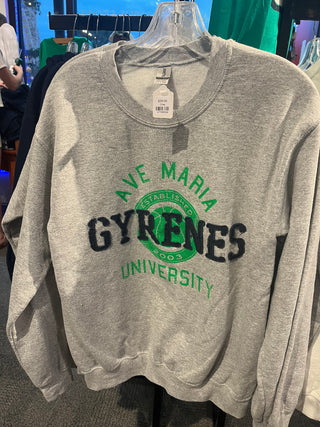 AVE MARIA
ESTABLISHED
GYRENES
2003
UNIVERSITY